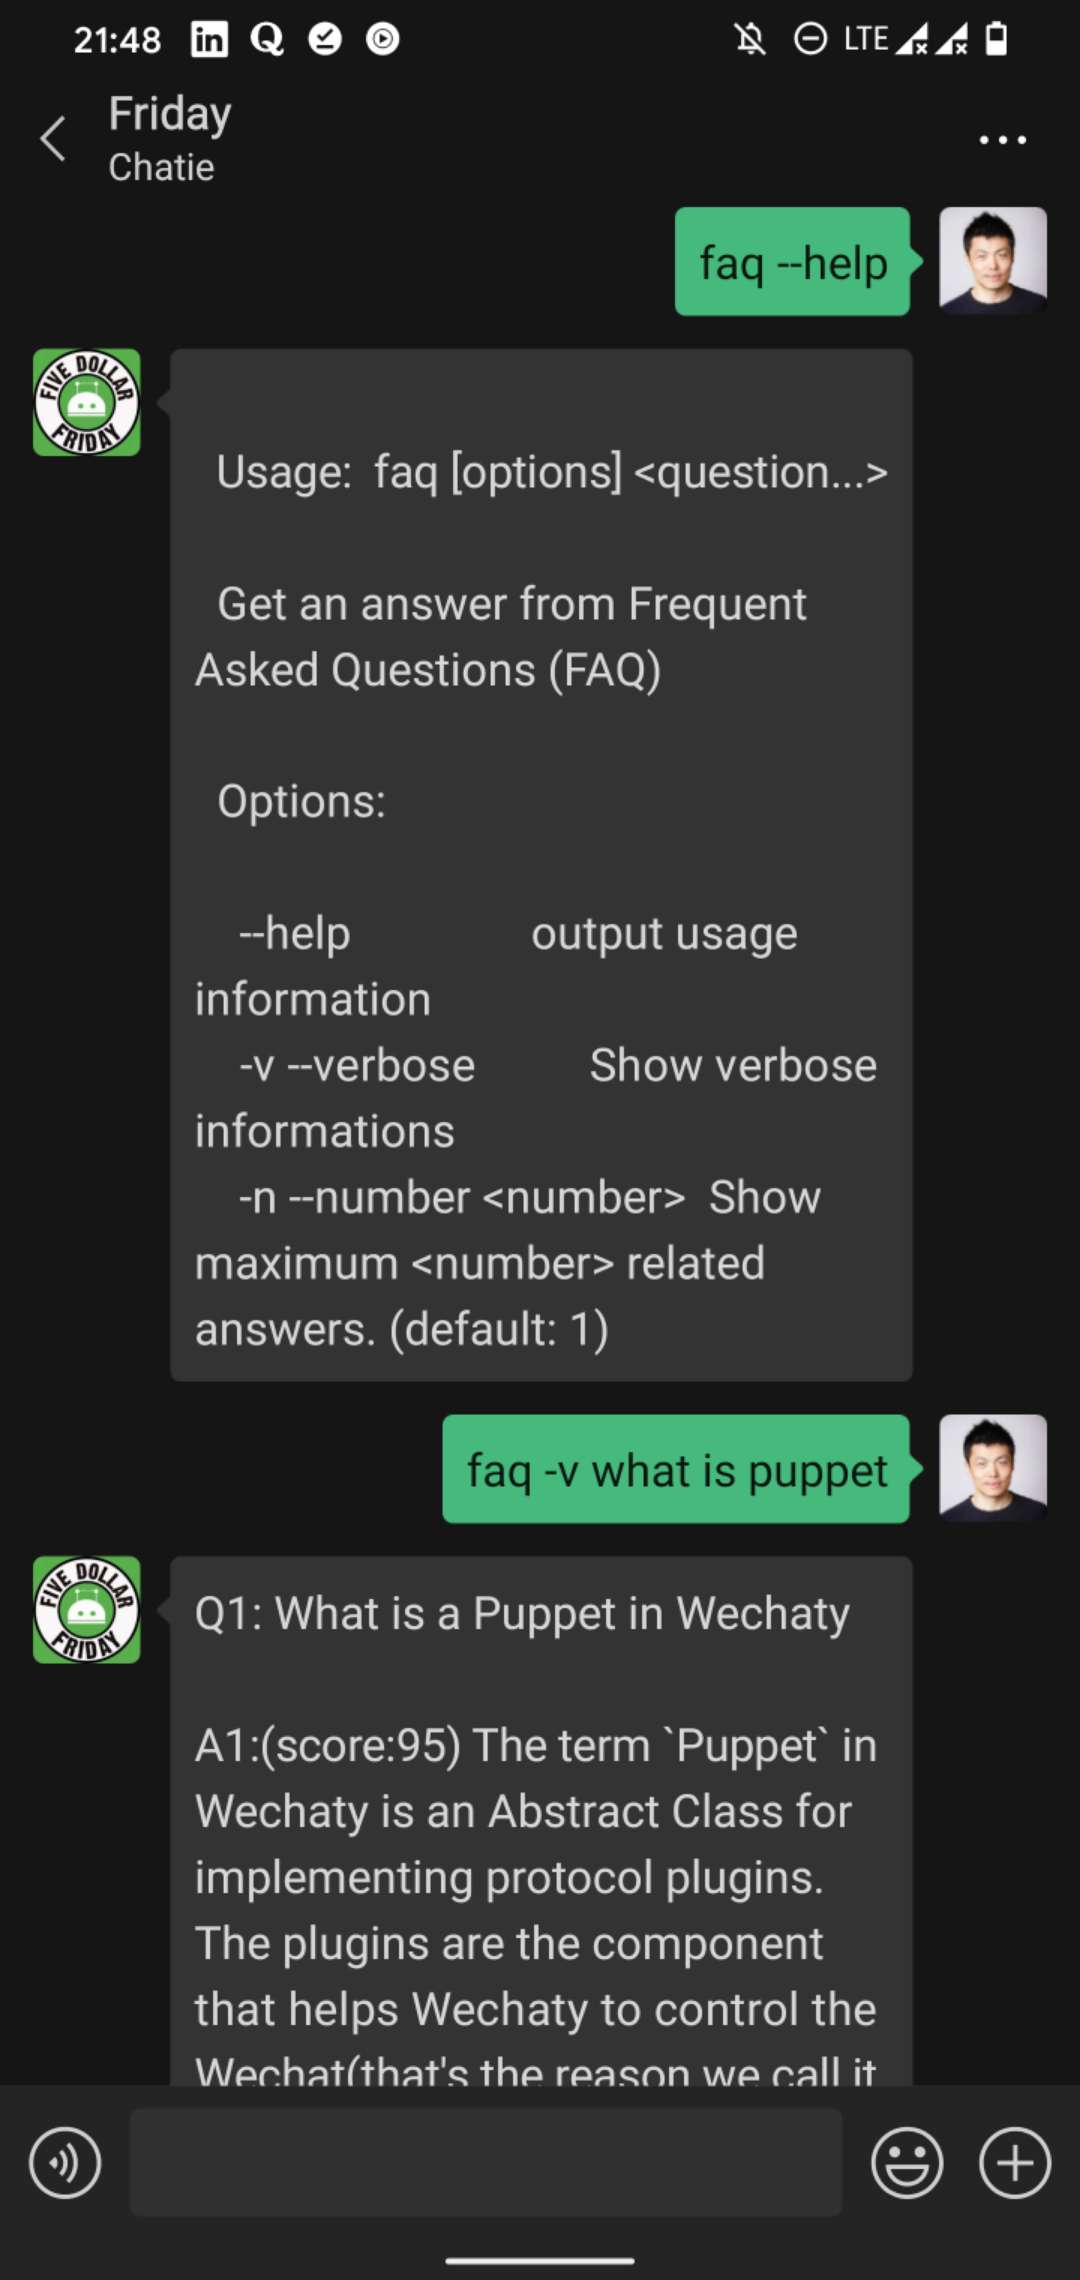 21:48 in Q LTE
Friday
Chatie
faq --help
FIVE DOLLAR
FRIDAY
Usage:  faq [options] <question...>
Get an answer from Frequent
Asked Questions (FAQ)
Options:
--help                output usage
information
-v --verbose          Show verbose
informations
-n --number <number>  Show
maximum <number> related
answers. (default: 1)
faq -v what is puppet
FIVE DOLLAR
FRIDAY
Q1: What is a Puppet in Wechaty
A1:(score:95) The term `Puppet` in
Wechaty is an Abstract Class for
implementing protocol plugins.
The plugins are the component
that helps Wechaty to control the
Wechat(that's the reason we call it